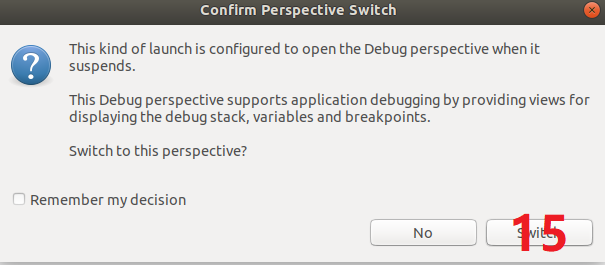 Confirm Perspective Switch
This kind of launch is configured to open the Debug perspective when it
suspends.
This Debug perspective supports application debugging by providing views for
displaying the debug stack, variables and breakpoints.
Switch to this perspective?
Remember my decision
No
Switch
15